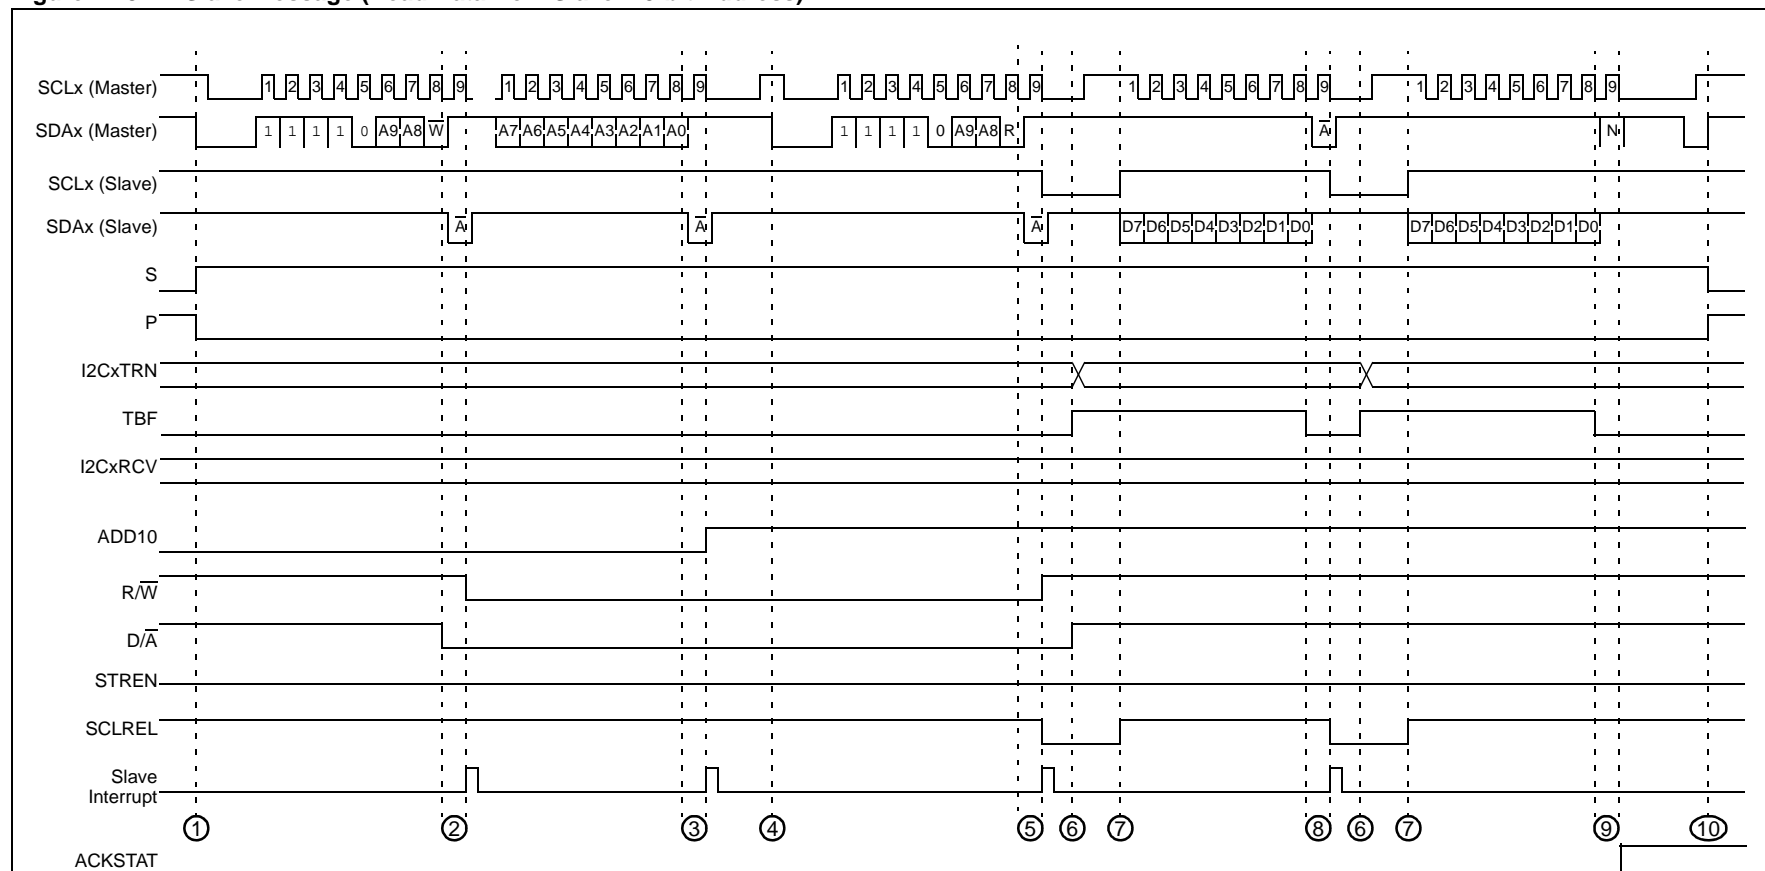 SCLx (Master) 1 2 3 4 5 6 7 8 9 1 2 3 4 5 6 7 8 9 1 2 3 4 5 6 7 8 9 1 2 3 4 5 6 7 8 9 1 2 3 4 5 6 7 8 9
SDAx (Master) 1 1 1 1 0 A9 A8 W̅ A7 A6 A5 A4 A3 A2 A1 A0 1 1 1 1 0 A9 A8 R A̅ N
SCLx (Slave)
SDAx (Slave) A̅ A̅ A̅ D7 D6 D5 D4 D3 D2 D1 D0 D7 D6 D5 D4 D3 D2 D1 D0
S
P
I2CxTRN
TBF
I2CxRCV
ADD10
R/W̅
D/A̅
STREN
SCLREL
Slave
Interrupt
1 2 3 4 5 6 7 8 6 7 9 10
ACKSTAT